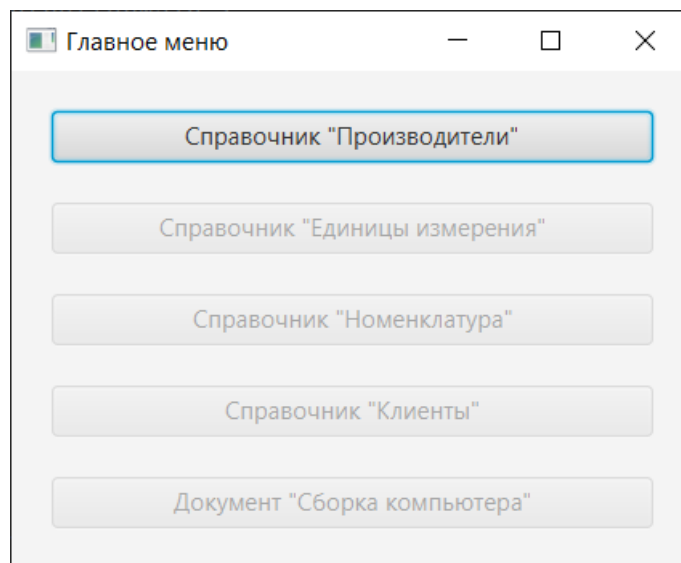 Главное меню
Справочник "Производители"
Справочник "Единицы измерения"
Справочник "Номенклатура"
Справочник "Клиенты"
Документ "Сборка компьютера"